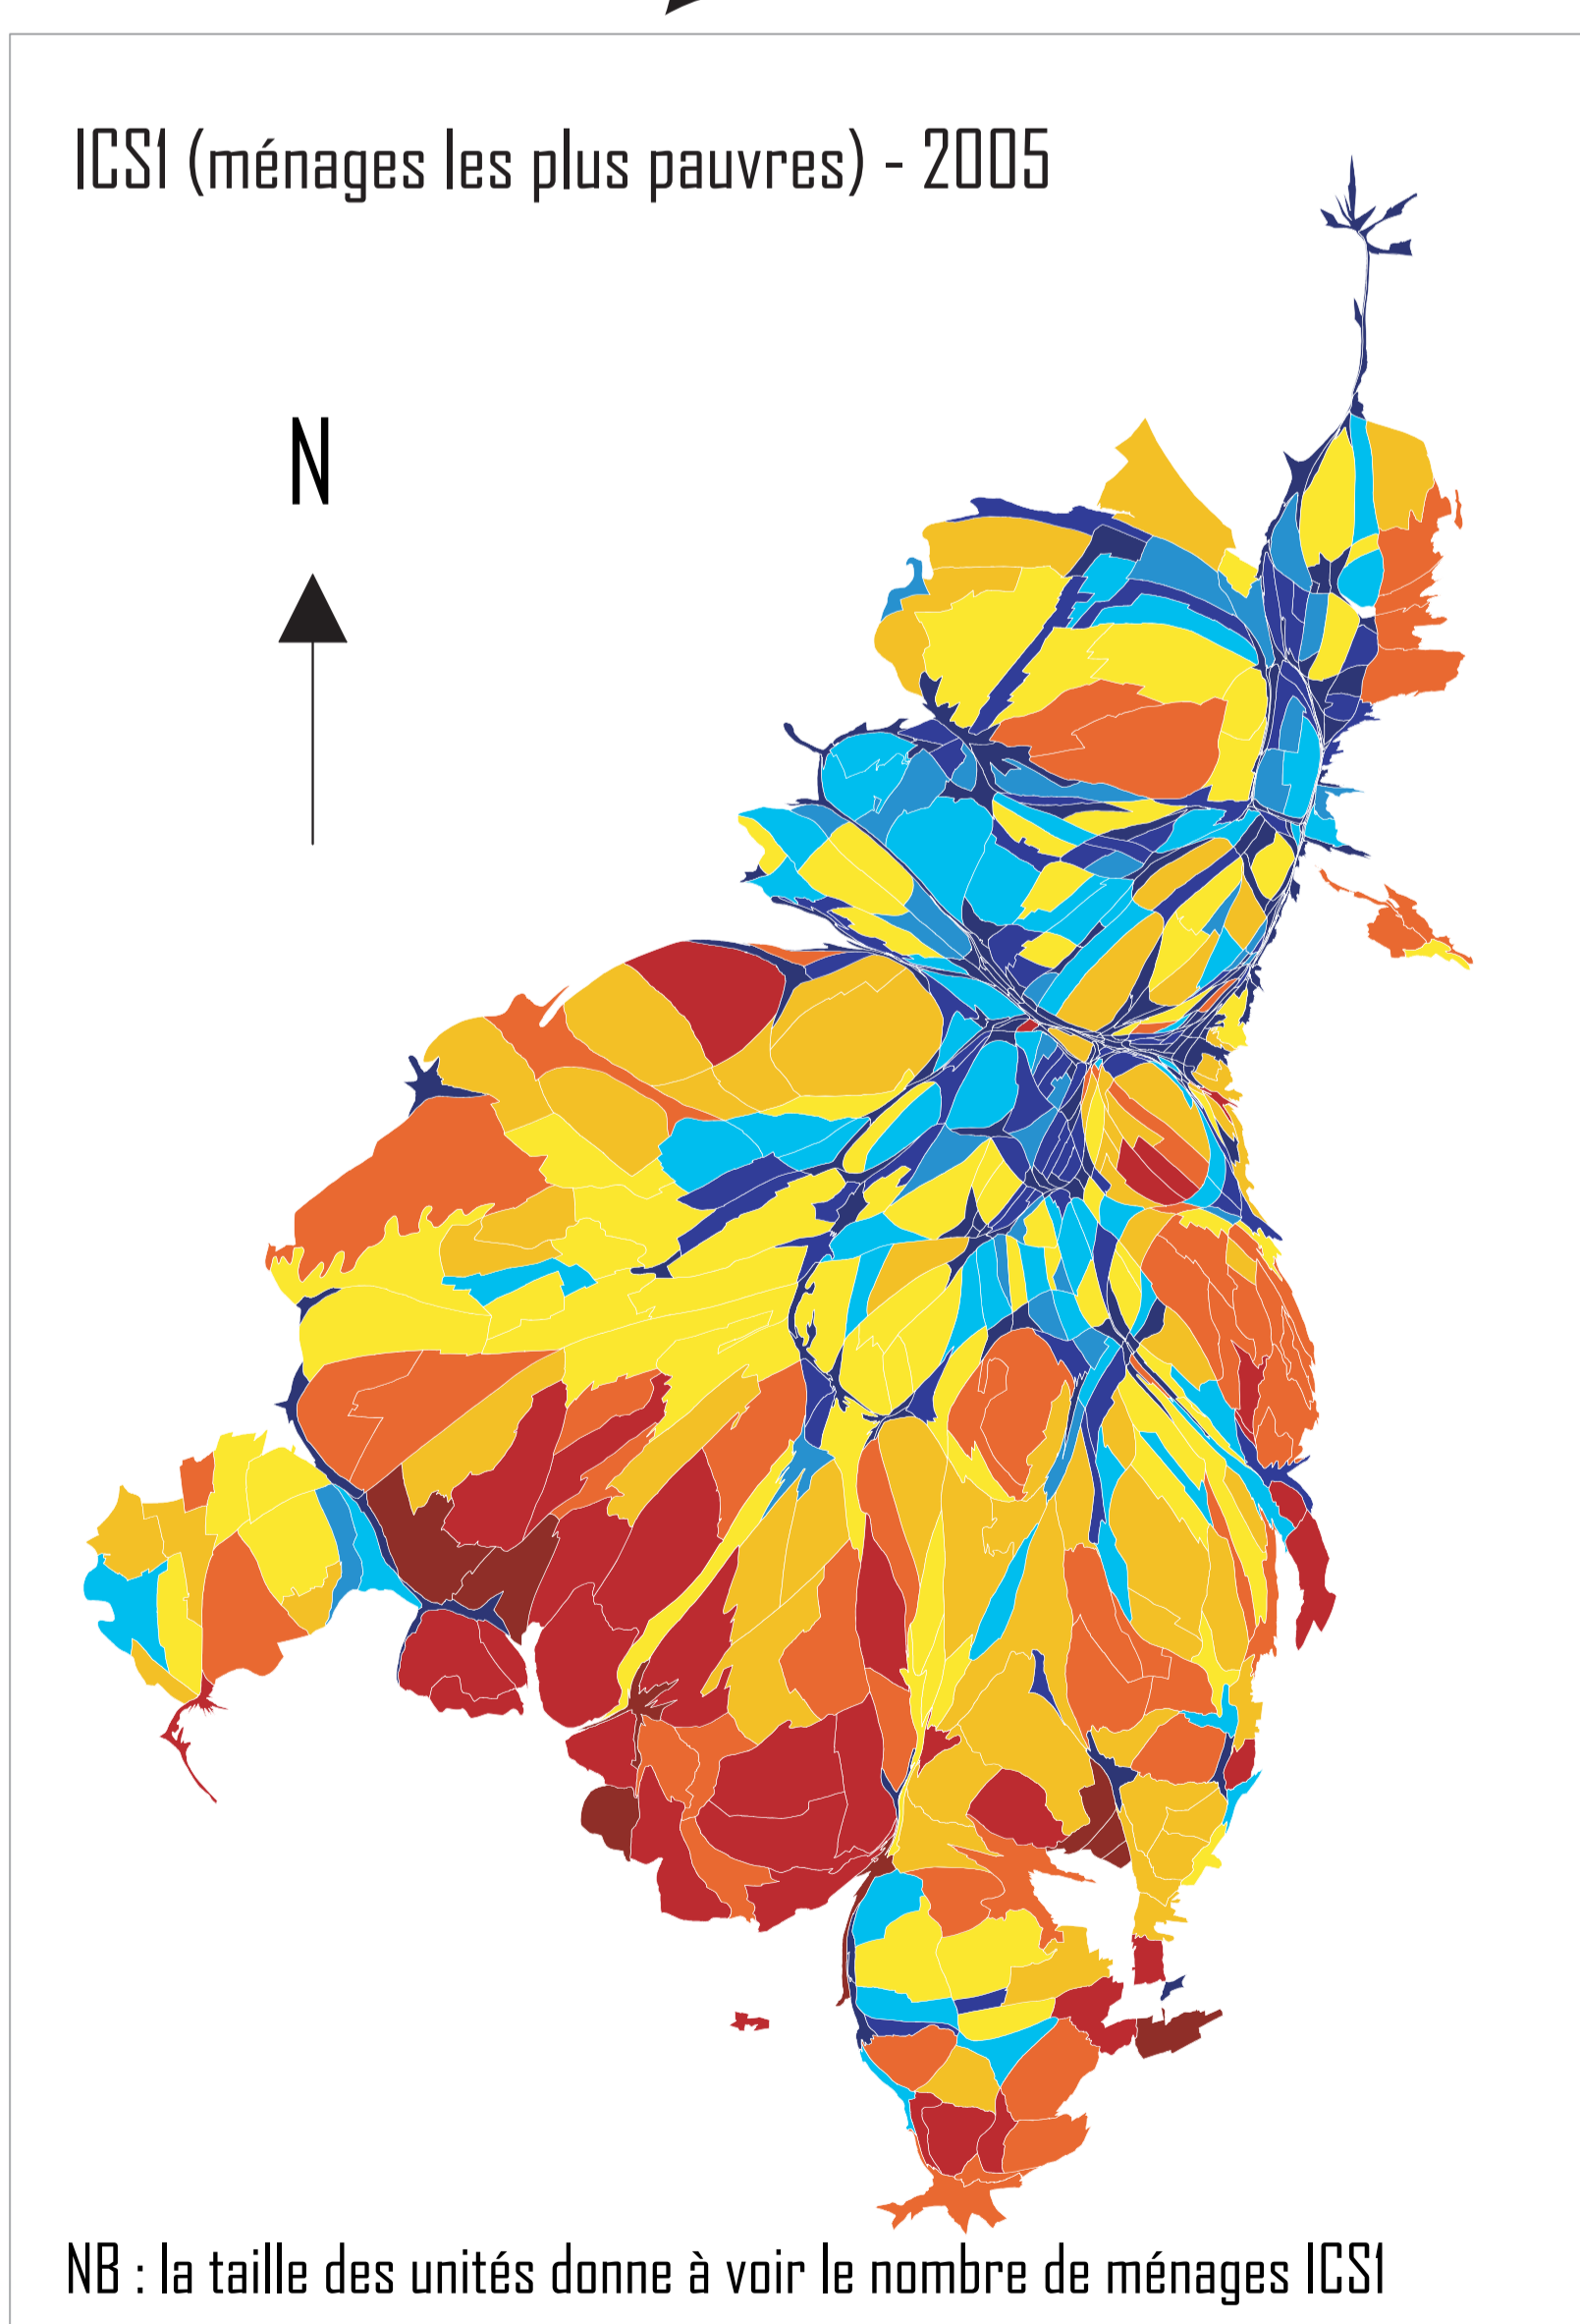 ICS1 (ménages les plus pauvres) - 2005
N
NB : la taille des unités donne à voir le nombre de ménages ICS1